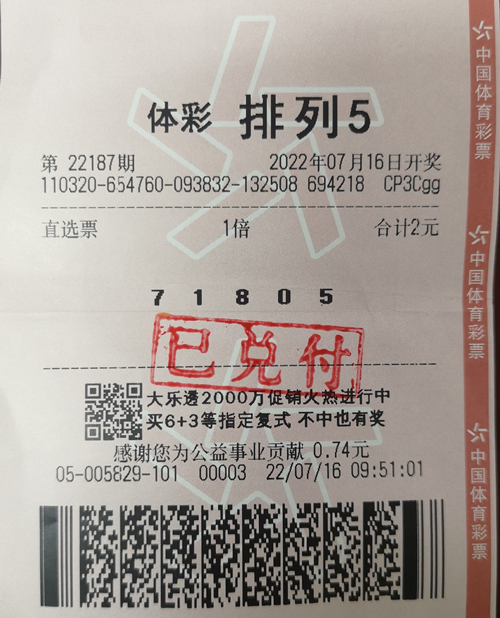 体彩 排列5
第 22187期 2022年07月16日开奖
110320-654760-093832-132508 694218 CP3Cgg
直选票 1倍 合计2元
7 1 8 0 5
已兑付
大乐透2000万促销火热进行中
买6+3等指定复式 不中也有奖
感谢您为公益事业贡献 0.74元
05-005829-101 00003 22/07/16 09:51:01
中国体育彩票
中国体育彩票
中国体育彩票